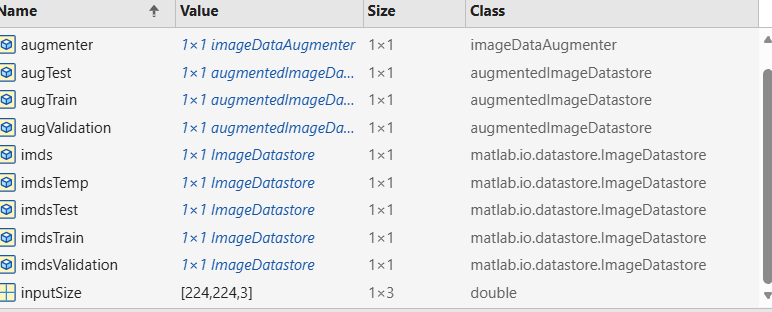 Name Value Size Class
augmenter 1×1 imageDataAugmenter 1×1 imageDataAugmenter
augTest 1×1 augmentedImageDa... 1×1 augmentedImageDatastore
augTrain 1×1 augmentedImageDa... 1×1 augmentedImageDatastore
augValidation 1×1 augmentedImageDa... 1×1 augmentedImageDatastore
imds 1×1 ImageDatastore 1×1 matlab.io.datastore.ImageDatastore
imdsTemp 1×1 ImageDatastore 1×1 matlab.io.datastore.ImageDatastore
imdsTest 1×1 ImageDatastore 1×1 matlab.io.datastore.ImageDatastore
imdsTrain 1×1 ImageDatastore 1×1 matlab.io.datastore.ImageDatastore
imdsValidation 1×1 ImageDatastore 1×1 matlab.io.datastore.ImageDatastore
inputSize [224,224,3] 1×3 double